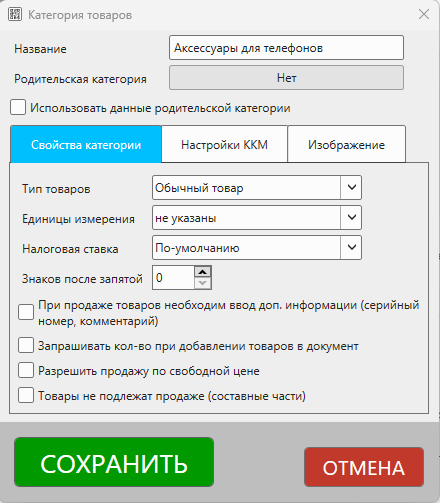 Категория товаров
Название
Аксессуары для телефонов
Родительская категория
Нет
Использовать данные родительской категории
Свойства категории
Настройки ККМ
Изображение
Тип товаров
Обычный товар
Единицы измерения
не указаны
Налоговая ставка
По-умолчанию
Знаков после запятой
0
При продаже товаров необходим ввод доп. информации (серийный
номер, комментарий)
Запрашивать кол-во при добавлении товаров в документ
Разрешить продажу по свободной цене
Товары не подлежат продаже (составные части)
СОХРАНИТЬ
ОТМЕНА